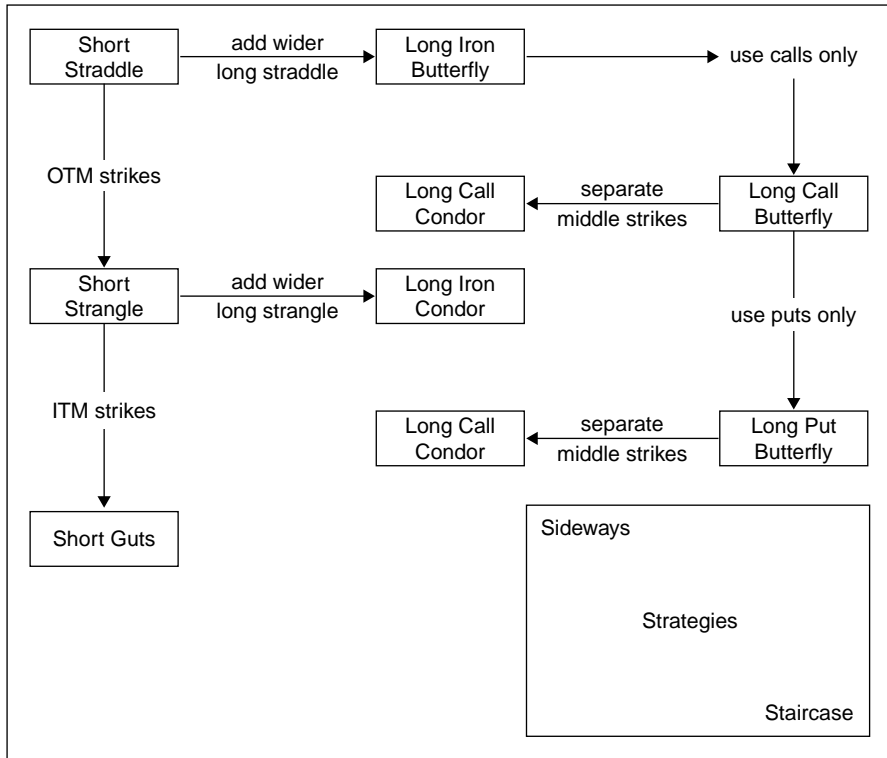 Short
Straddle
add wider
long straddle
Long Iron
Butterfly
use calls only
OTM strikes
Long Call
Condor
separate
middle strikes
Long Call
Butterfly
Short
Strangle
add wider
long strangle
Long Iron
Condor
use puts only
ITM strikes
Long Call
Condor
separate
middle strikes
Long Put
Butterfly
Short Guts
Sideways
Strategies
Staircase